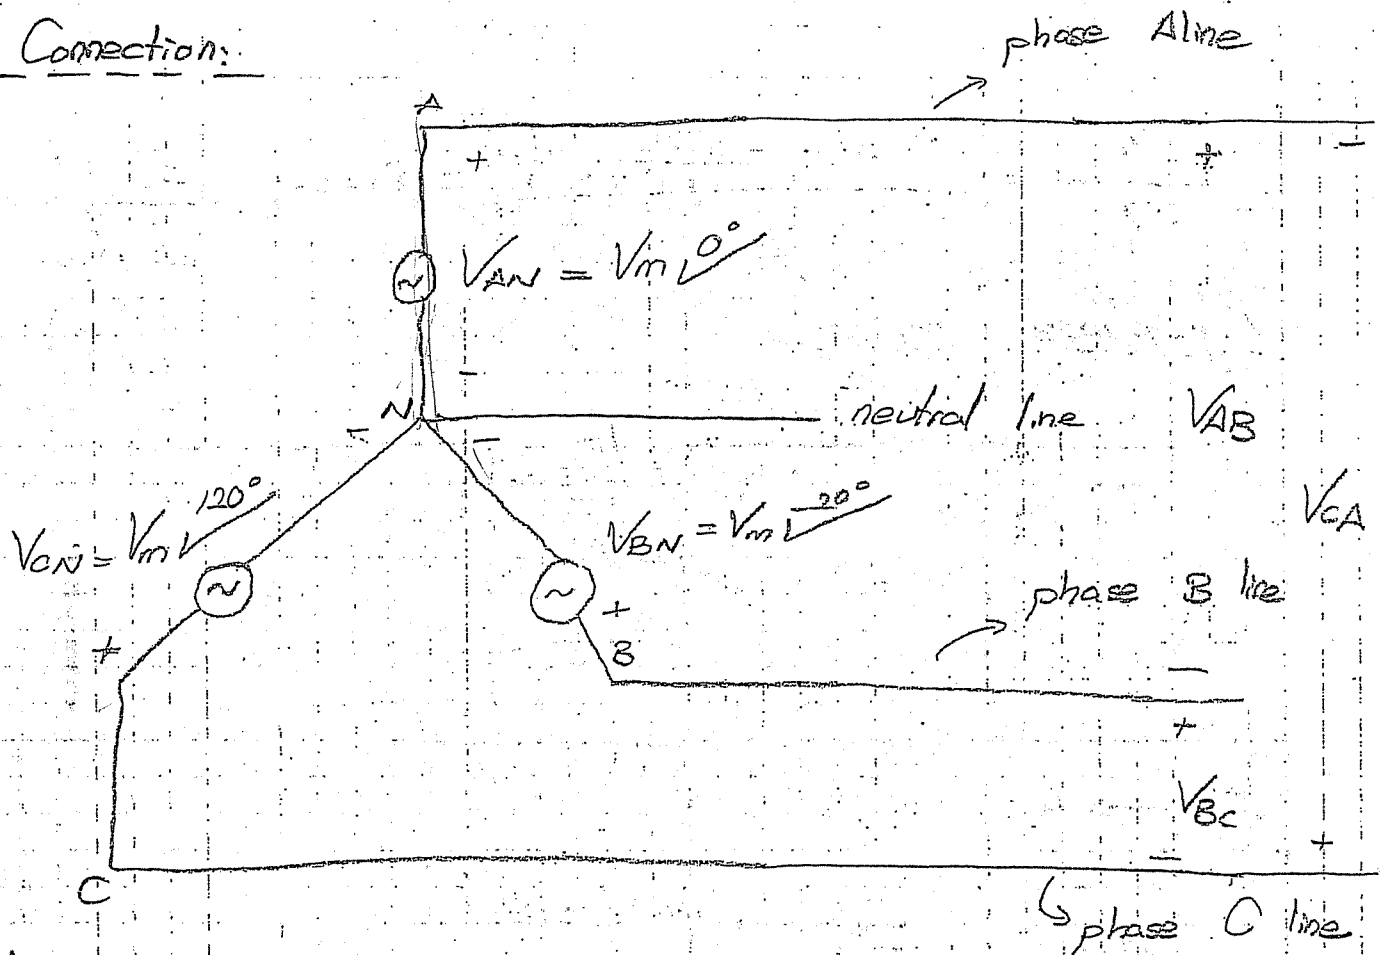 Connection:
phase A line
A
+
+
-
~ VAN = Vm ∠0°
-
N
neutral line
VAB
-
-
VCA
VCN = Vm ∠120°
VBN = Vm
~
~
+
phase B line
+
B
-
+
VBC
-
+
C
phase C line